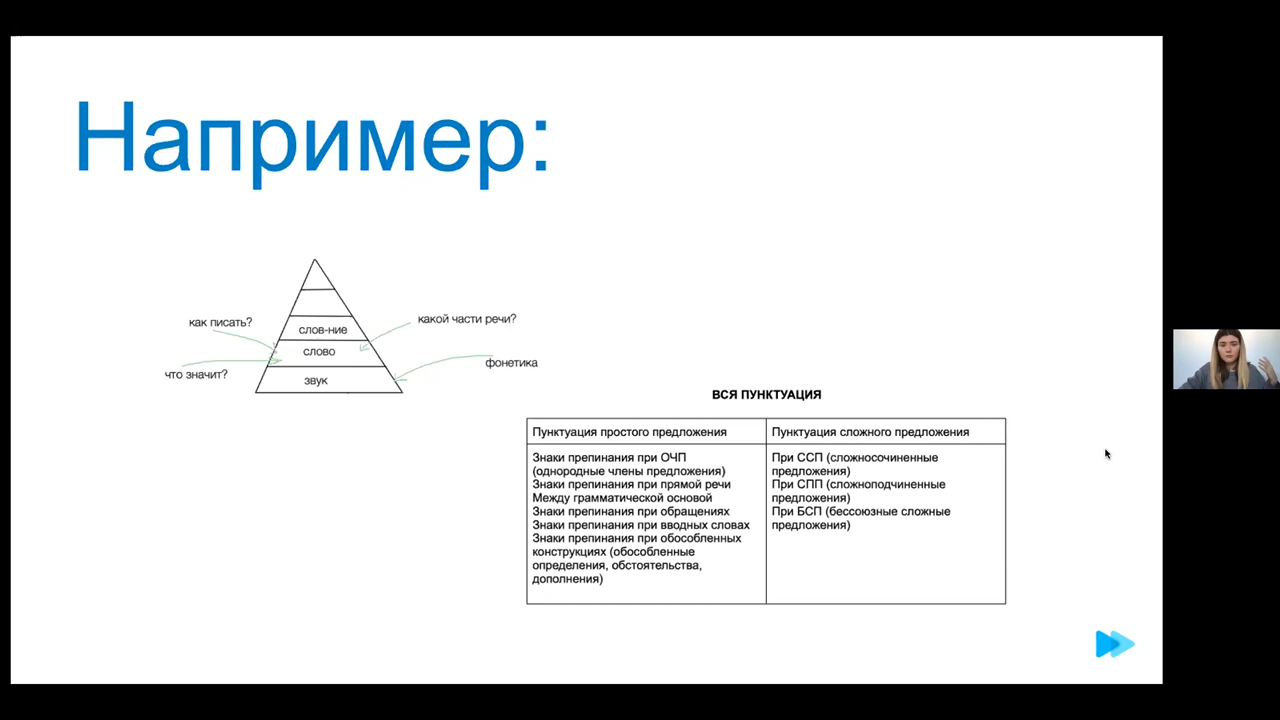 Например:
как писать?
какой части речи?
слов-ние
слово
что значит?
фонетика
звук
ВСЯ ПУНКТУАЦИЯ
Пунктуация простого предложения
Пунктуация сложного предложения
Знаки препинания при ОЧП
(однородные члены предложения)
Знаки препинания при прямой речи
Между грамматической основой
Знаки препинания при обращениях
Знаки препинания при вводных словах
Знаки препинания при обособленных
конструкциях (обособленные
определения, обстоятельства,
дополнения)
При ССП (сложносочиненные
предложения)
При СПП (сложноподчиненные
предложения)
При БСП (бессоюзные сложные
предложения)